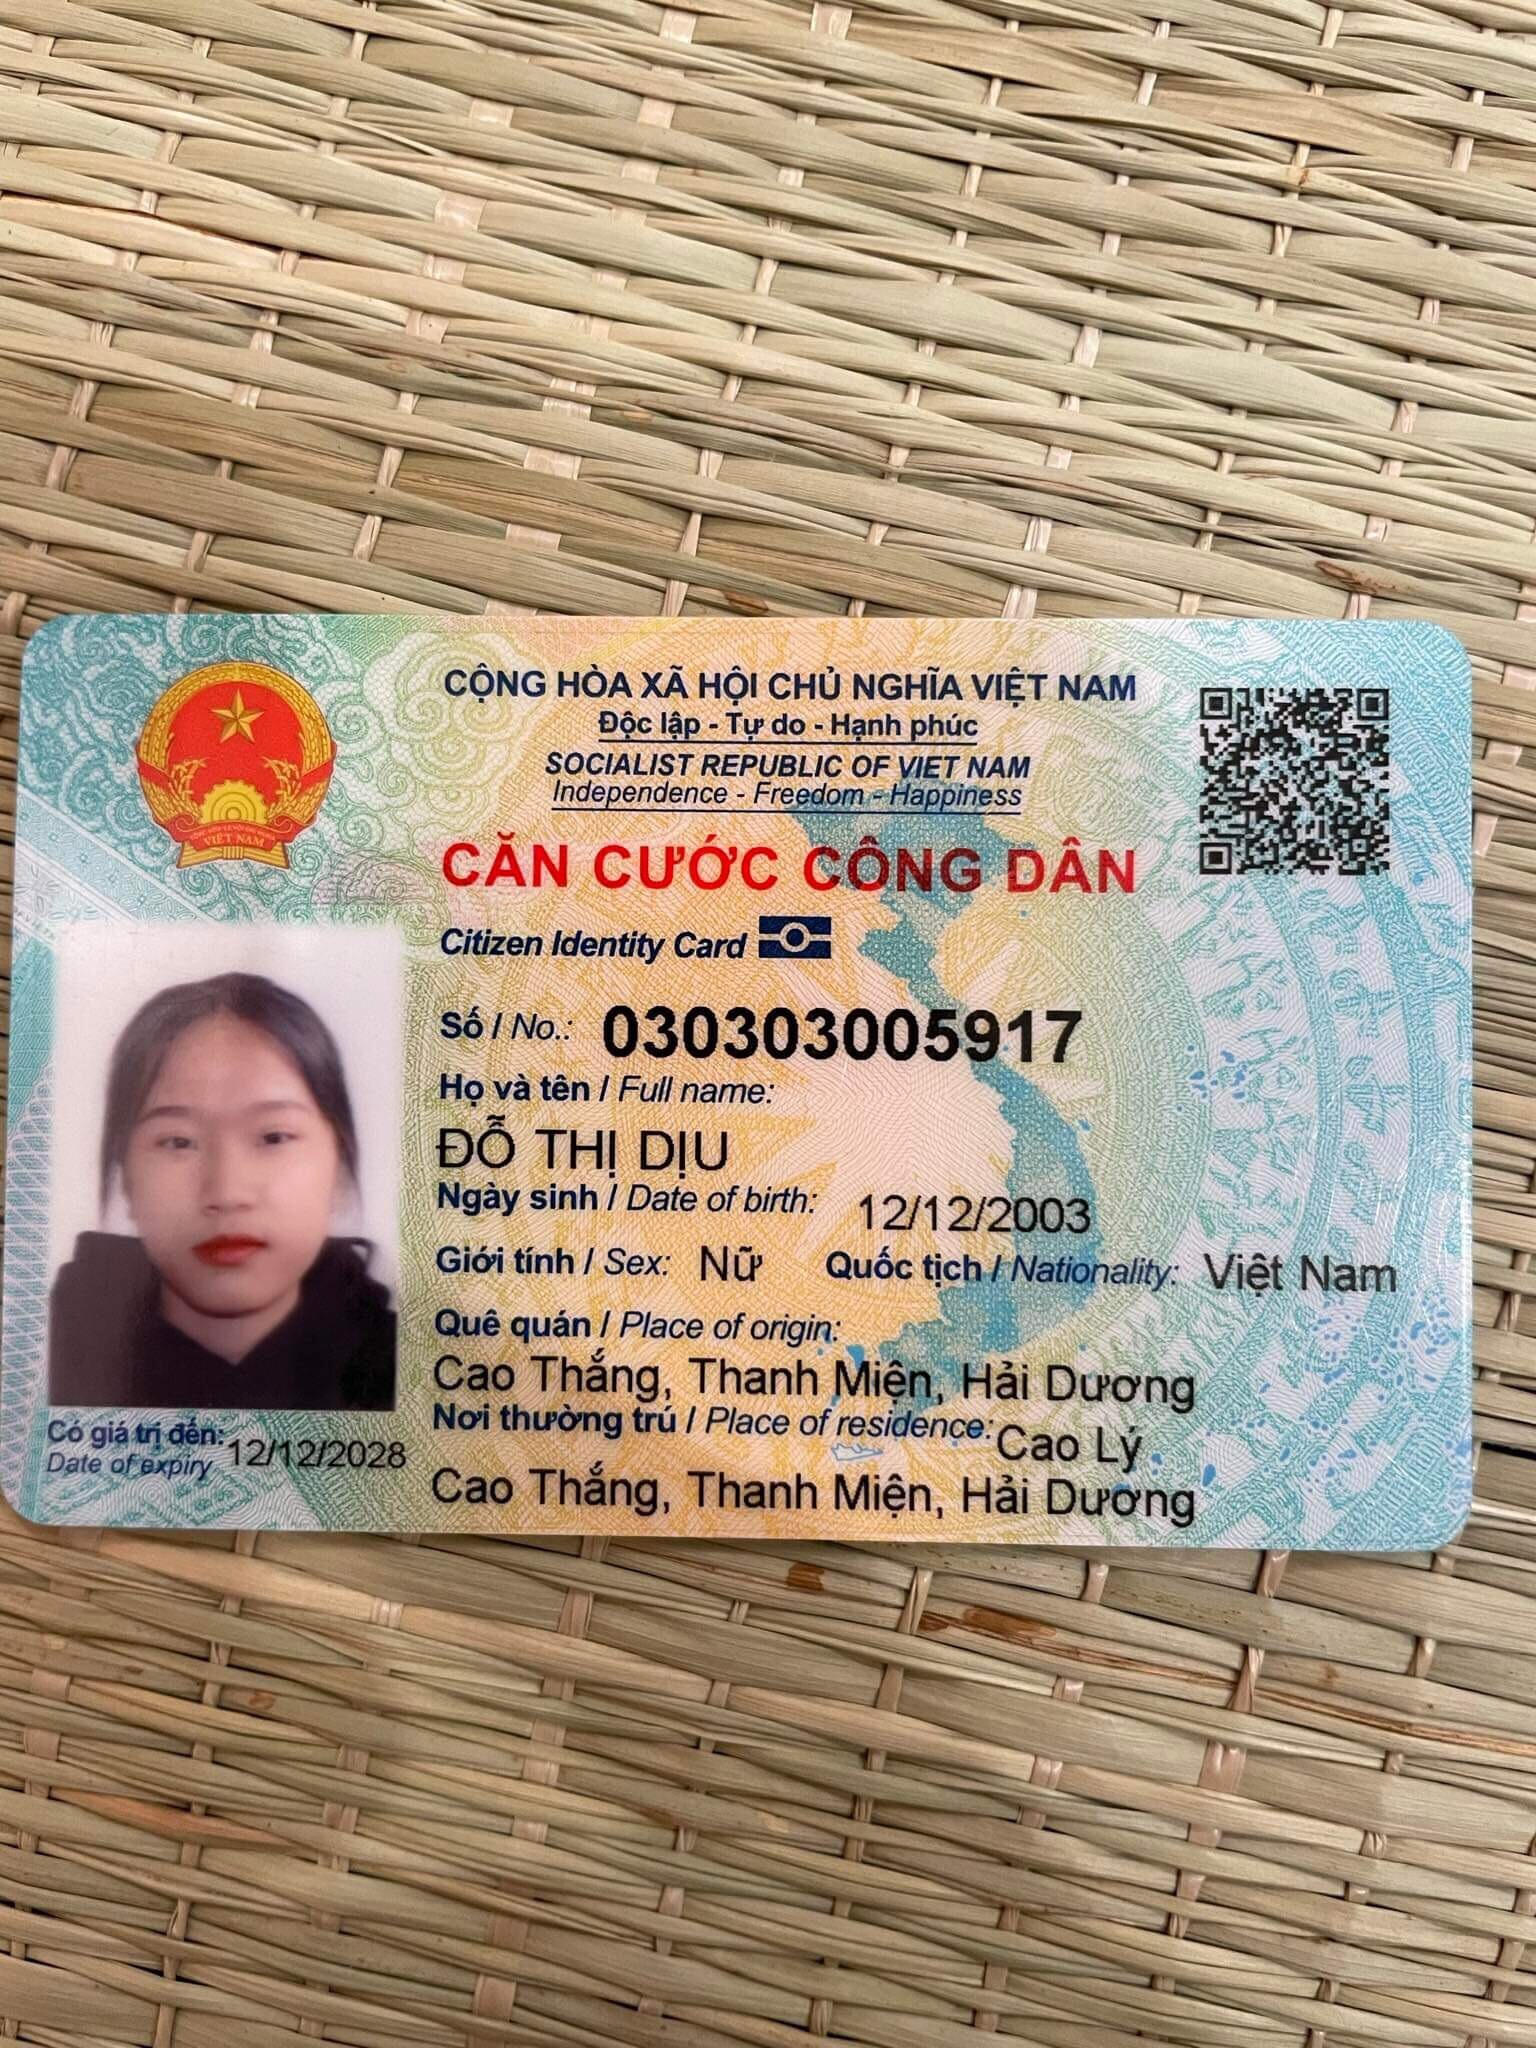 CỘNG HÒA XÃ HỘI CHỦ NGHĨA VIỆT NAM
Độc lập - Tự do - Hạnh phúc
SOCIALIST REPUBLIC OF VIET NAM
Independence - Freedom - Happiness
CĂN CƯỚC CÔNG DÂN
Citizen Identity Card
Số / No.: 030303005917
Họ và tên / Full name:
ĐỖ THỊ DỊU
Ngày sinh / Date of birth: 12/12/2003
Giới tính / Sex: Nữ Quốc tịch / Nationality: Việt Nam
Quê quán / Place of origin:
Cao Thắng, Thanh Miện, Hải Dương
Nơi thường trú / Place of residence: Cao Lý
Cao Thắng, Thanh Miện, Hải Dương
Có giá trị đến: 12/12/2028
Date of expiry
VIỆT NAM